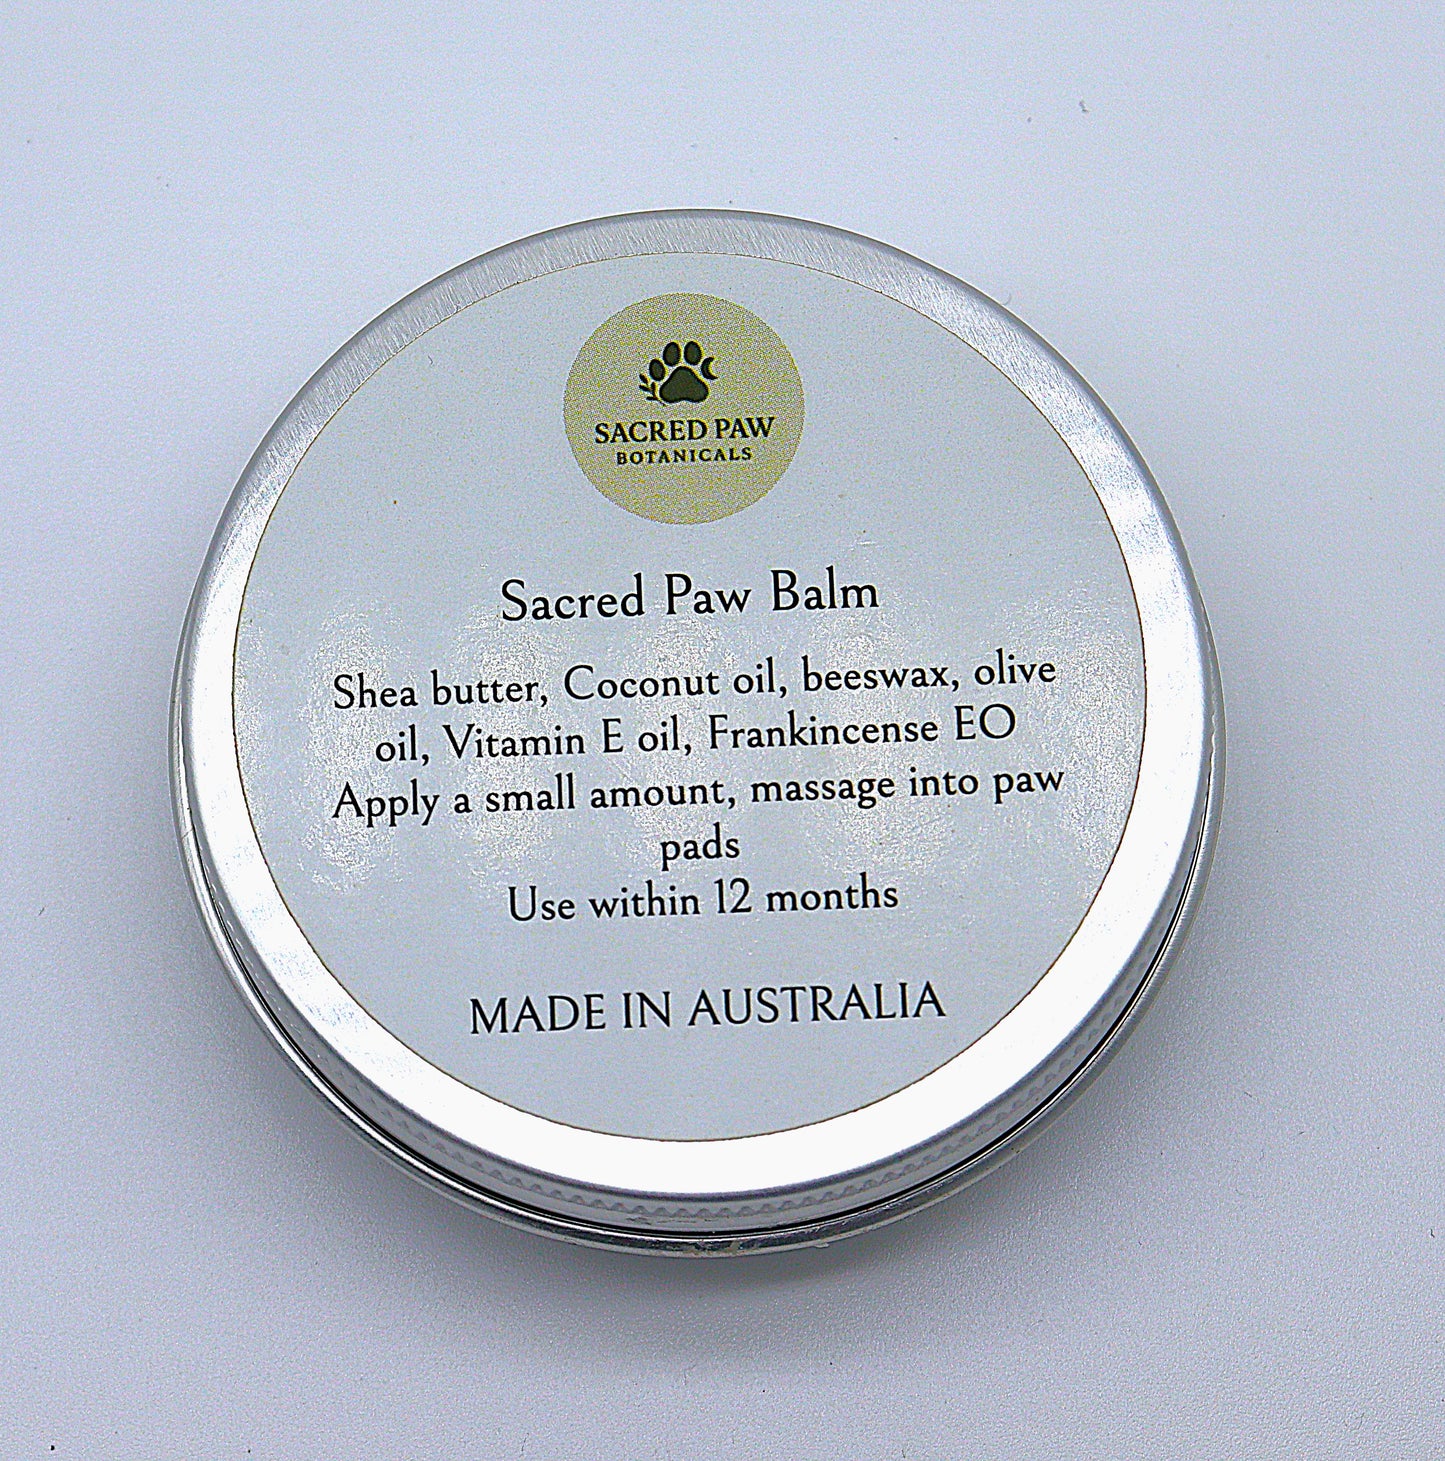 SACRED PAW
BOTANICALS
Sacred Paw Balm
Shea butter, Coconut oil, beeswax, olive
oil, Vitamin E oil, Frankincense EO
Apply a small amount, massage into paw
pads
Use within 12 months
MADE IN AUSTRALIA